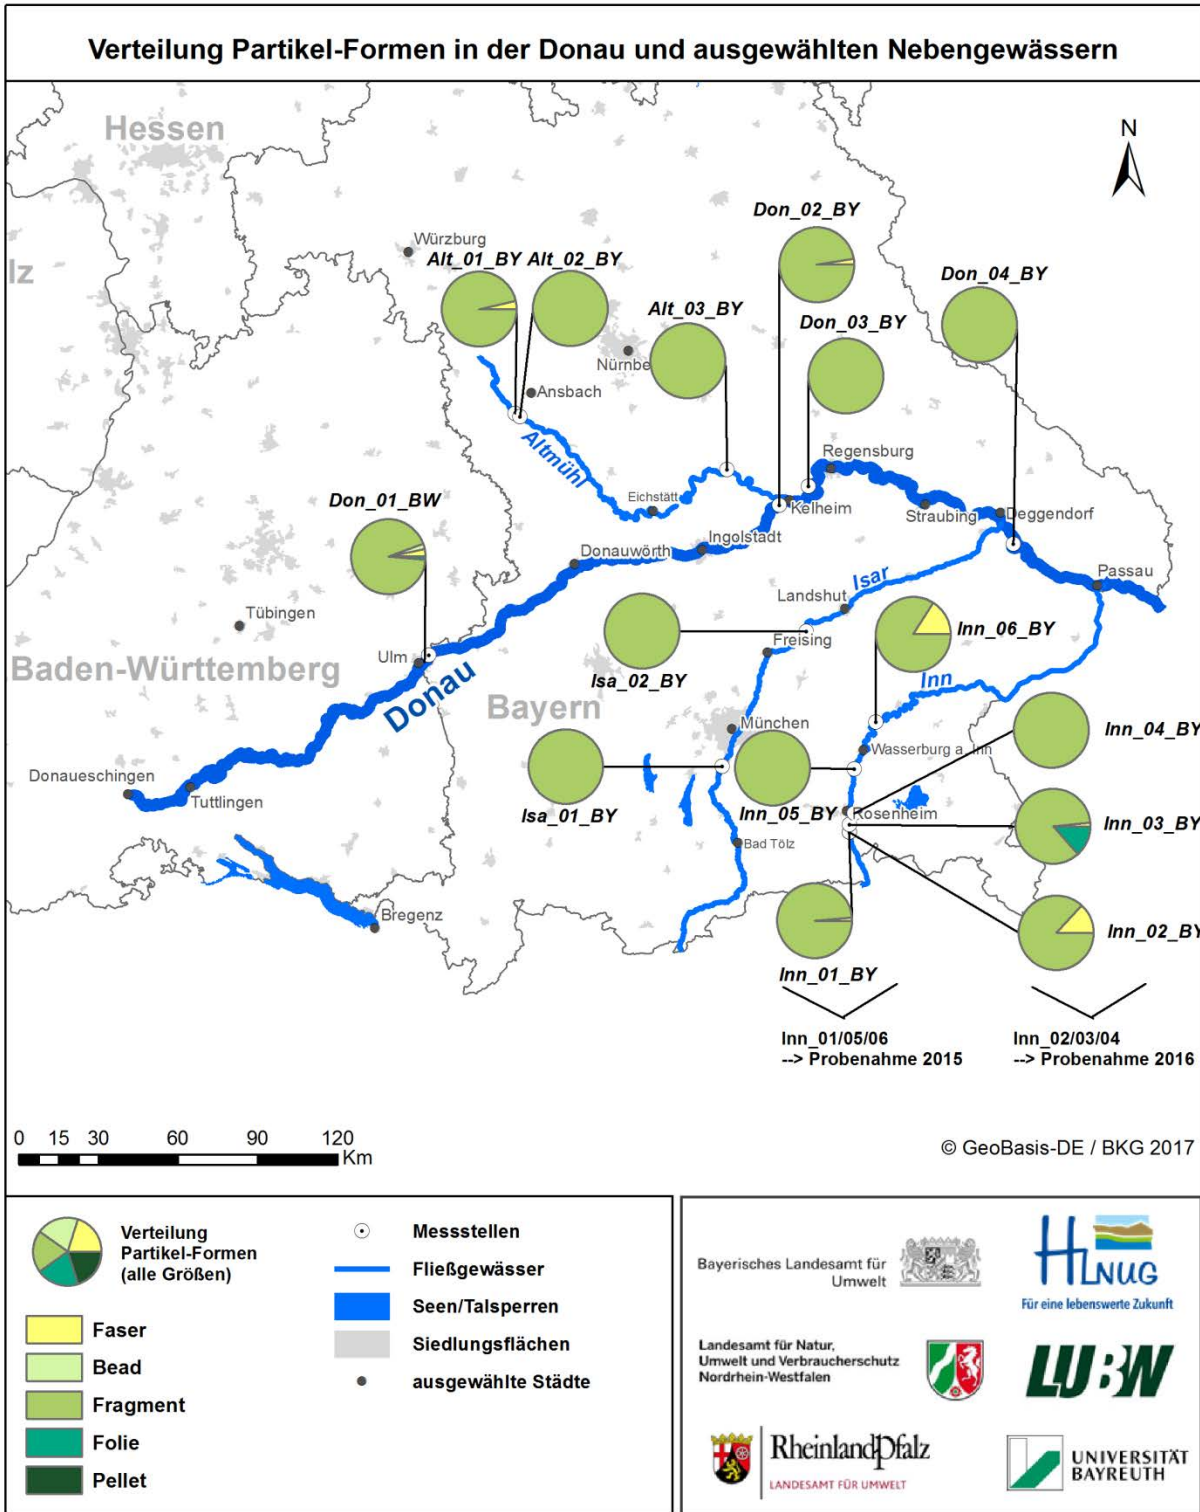 Verteilung Partikel-Formen in der Donau und ausgewählten Nebengewässern
Hessen
N
lz
Würzburg
Don_02_BY
Alt_01_BY
Alt_02_BY
Don_04_BY
Alt_03_BY
Don_03_BY
Nürnbe
Ansbach
Altmühl
Regensburg
Don_01_BW
Eichstätt
Kelheim
Straubing
Deggendorf
Ingolstadt
Donauwörth
Isar
Passau
Landshut
Tübingen
Inn_06_BY
Freising
Ulm
Baden-Württemberg
Isa_02_BY
Inn
Donau
Bayern
München
Inn_04_BY
Wasserburg a. Inn
Donaueschingen
Tuttlingen
Isa_01_BY
Inn_05_BY
Rosenheim
Inn_03_BY
Bad Tölz
Bregenz
Inn_02_BY
Inn_01_BY
Inn_01/05/06
--> Probenahme 2015
Inn_02/03/04
--> Probenahme 2016
0 15 30 60 90 120
Km
© GeoBasis-DE / BKG 2017
Verteilung
Partikel-Formen
(alle Größen)
Faser
Bead
Fragment
Folie
Pellet
Messstellen
Fließgewässer
Seen/Talsperren
Siedlungsflächen
ausgewählte Städte
Bayerisches Landesamt für
Umwelt
HLNUG
Für eine lebenswerte Zukunft
Landesamt für Natur,
Umwelt und Verbraucherschutz
Nordrhein-Westfalen
LUBW
RheinlandPfalz
LANDESAMT FÜR UMWELT
UNIVERSITÄT
BAYREUTH